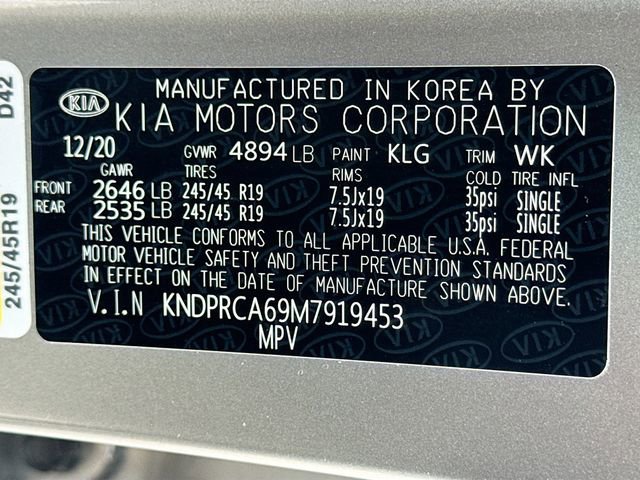 MANUFACTURED IN KOREA BY
KIA KIA MOTORS CORPORATION
12/20 GVWR 4894 LB PAINT KLG TRIM WK
GAWR TIRES RIMS COLD TIRE INFL
FRONT 2646 LB 245/45 R19 7.5Jx19 35psi SINGLE
REAR 2535 LB 245/45 R19 7.5Jx19 35psi SINGLE
THIS VEHICLE CONFORMS TO ALL APPLICABLE U.S.A. FEDERAL
MOTOR VEHICLE SAFETY AND THEFT PREVENTION STANDARDS
IN EFFECT ON THE DATE OF MANUFACTURE SHOWN ABOVE.
V.I.N KNDPRCA69M7919453
MPV
245/45R19 D42